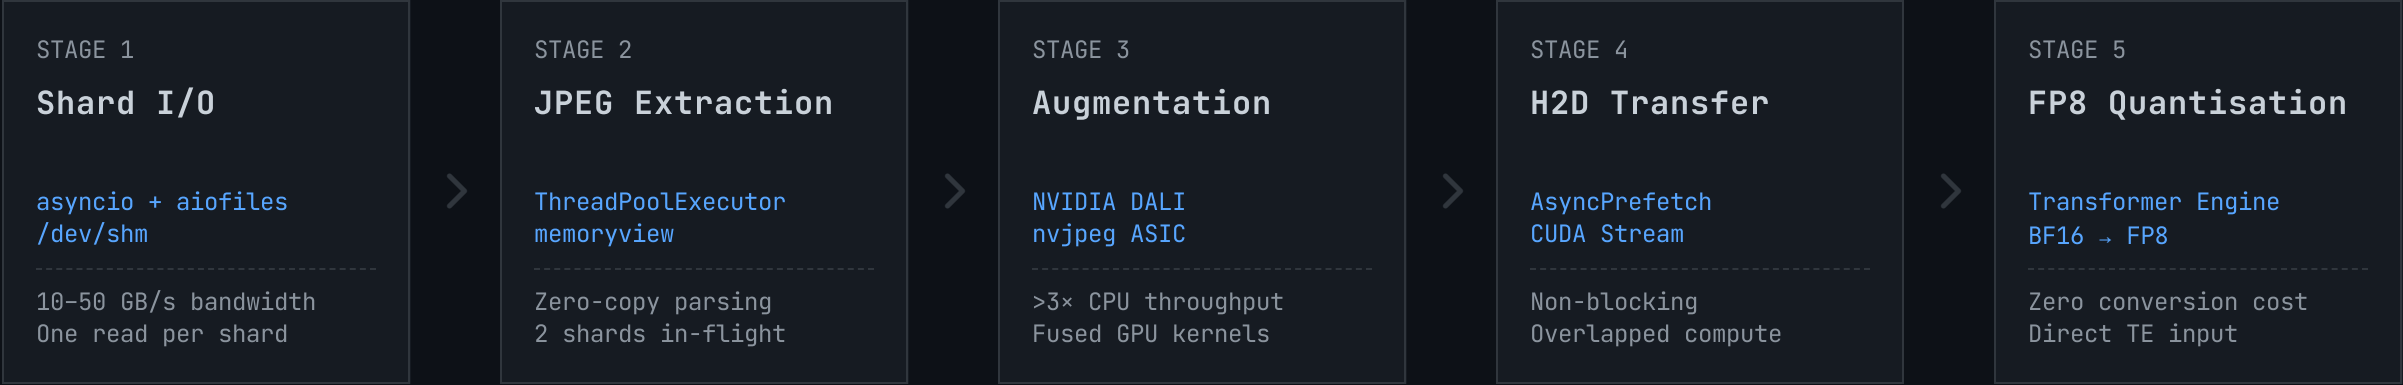 STAGE 1
Shard I/O
asyncio + aiofiles
/dev/shm
10–50 GB/s bandwidth
One read per shard
STAGE 2
JPEG Extraction
ThreadPoolExecutor
memoryview
Zero-copy parsing
2 shards in-flight
STAGE 3
Augmentation
NVIDIA DALI
nvjpeg ASIC
>3× CPU throughput
Fused GPU kernels
STAGE 4
H2D Transfer
AsyncPrefetch
CUDA Stream
Non-blocking
Overlapped compute
STAGE 5
FP8 Quantisation
Transformer Engine
BF16 → FP8
Zero conversion cost
Direct TE input